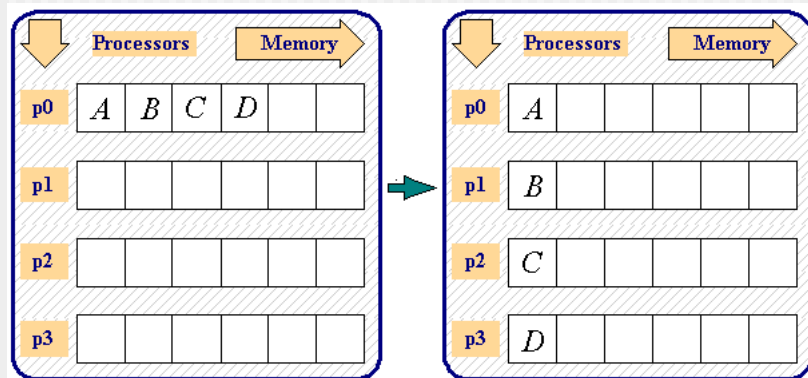 Processors Memory
p0 A B C D
p1
p2
p3
Processors Memory
p0 A
p1 B
p2 C
p3 D